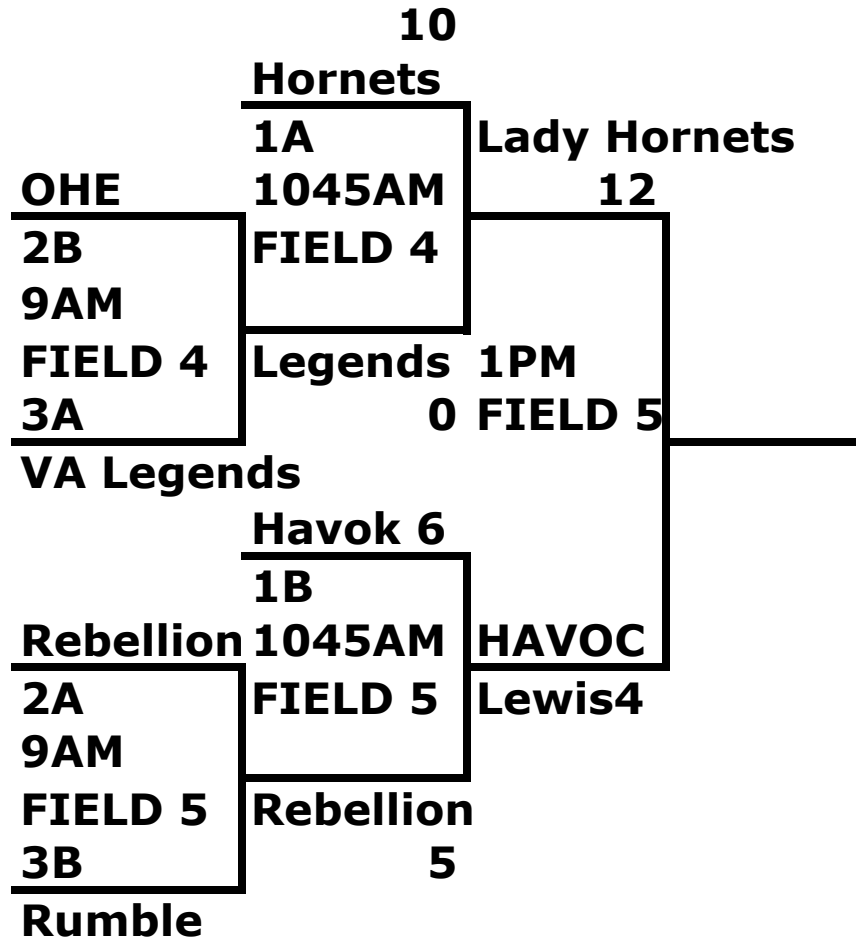 10
Hornets
1A Lady Hornets
OHE 1045AM 12
2B FIELD 4
9AM
FIELD 4 Legends 1PM
3A 0 FIELD 5
VA Legends
Havok 6
1B
Rebellion 1045AM HAVOC
2A FIELD 5 Lewis4
9AM
FIELD 5 Rebellion
3B 5
Rumble